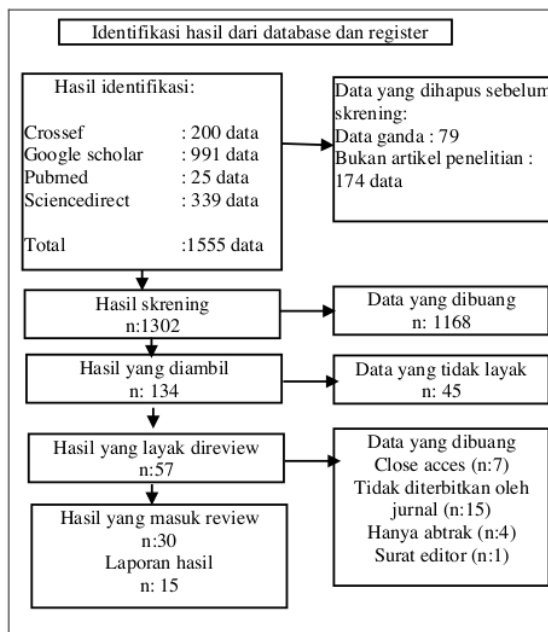 Identifikasi hasil dari database dan register
Hasil identifikasi:
Crossef : 200 data
Google scholar : 991 data
Pubmed : 25 data
Sciencedirect : 339 data
Total :1555 data
Data yang dihapus sebelum
skrening:
Data ganda : 79
Bukan artikel penelitian :
174 data
Hasil skrening
n:1302
Data yang dibuang
n: 1168
Hasil yang diambil
n: 134
Data yang tidak layak
n: 45
Hasil yang layak direview
n:57
Data yang dibuang
Close acces (n:7)
Tidak diterbitkan oleh
jurnal (n:15)
Hanya abtrak (n:4)
Surat editor (n:1)
Hasil yang masuk review
n:30
Laporan hasil
n: 15